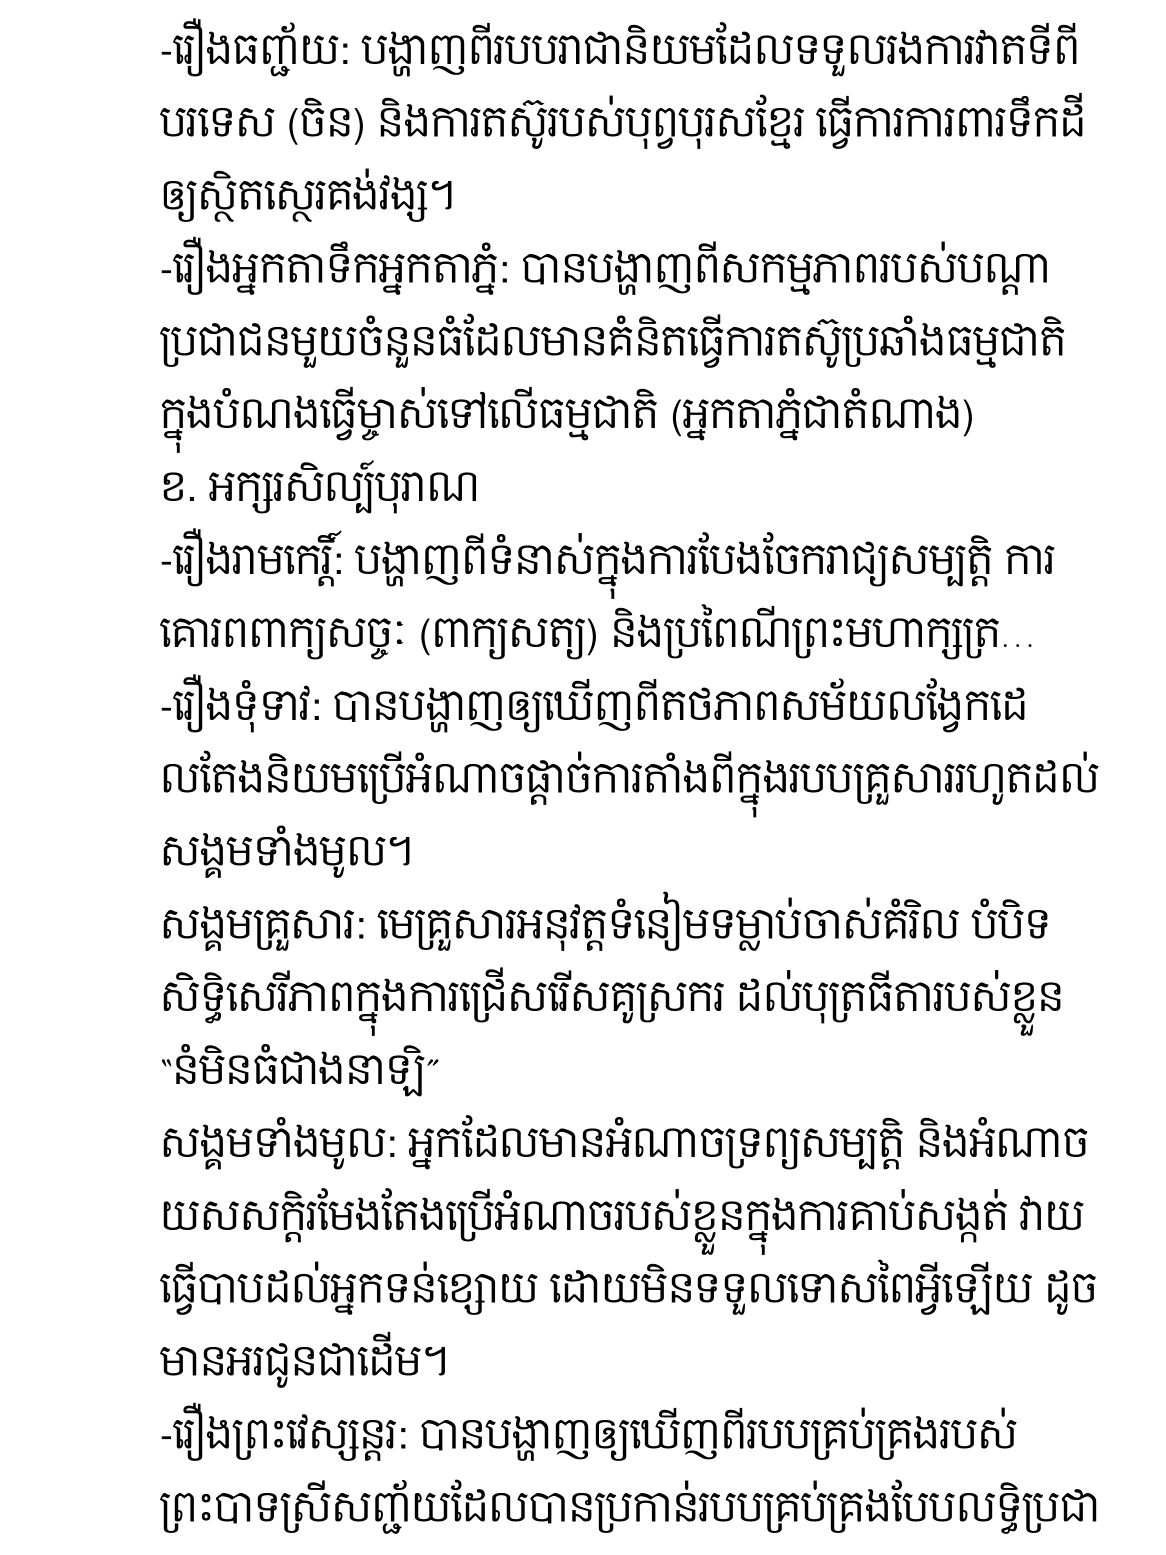 -រឿងធញ្ជ័យ: បង្ហាញពីរបបរាជានិយមដែលទទួលរងការវាតទីពី
បរទេស (ចិន) និងការតស៊ូរបស់បុព្វបុរសខ្មែរ ធ្វើការការពារទឹកដី
ឲ្យស្ថិតស្ថេរគង់វង្ស។
-រឿងអ្នកតាទឹកអ្នកតាភ្នំ: បានបង្ហាញពីសកម្មភាពរបស់បណ្តា
ប្រជាជនមួយចំនួនធំដែលមានគំនិតធ្វើការតស៊ូប្រឆាំងធម្មជាតិ
ក្នុងបំណងធ្វើម្ចាស់ទៅលើធម្មជាតិ (អ្នកតាភ្នំជាតំណាង)
ខ. អក្សរសិល្ប៍បុរាណ
-រឿងរាមកេរ្តិ៍: បង្ហាញពីទំនាស់ក្នុងការបែងចែករាជ្យសម្បត្តិ ការ
គោរពពាក្យសច្ចៈ (ពាក្យសត្យ) និងប្រពៃណីព្រះមហាក្សត្រ...
-រឿងទុំទាវ: បានបង្ហាញឲ្យឃើញពីតថភាពសម័យលង្វែកដេ
លតែងនិយមប្រើអំណាចផ្តាច់ការតាំងពីក្នុងរបបគ្រួសាររហូតដល់
សង្គមទាំងមូល។
សង្គមគ្រួសារ: មេគ្រួសារអនុវត្តទំនៀមទម្លាប់ចាស់គំរិល បំបិទ
សិទ្ធិសេរីភាពក្នុងការជ្រើសរើសគូស្រករ ដល់បុត្រធីតារបស់ខ្លួន
“នំមិនធំជាងនាឡិ”
សង្គមទាំងមូល: អ្នកដែលមានអំណាចទ្រព្យសម្បត្តិ និងអំណាច
យសសក្តិរមែងតែងប្រើអំណាចរបស់ខ្លួនក្នុងការគាប់សង្កត់ វាយ
ធ្វើបាបដល់អ្នកទន់ខ្សោយ ដោយមិនទទួលទោសពៃអ្វីឡើយ ដូច
មានអរជូនជាដើម។
-រឿងព្រះវេស្សន្តរ: បានបង្ហាញឲ្យឃើញពីរបបគ្រប់គ្រងរបស់
ព្រះបាទស្រីសញ្ជ័យដែលបានប្រកាន់របបគ្រប់គ្រងបែបលទ្ធិប្រជា